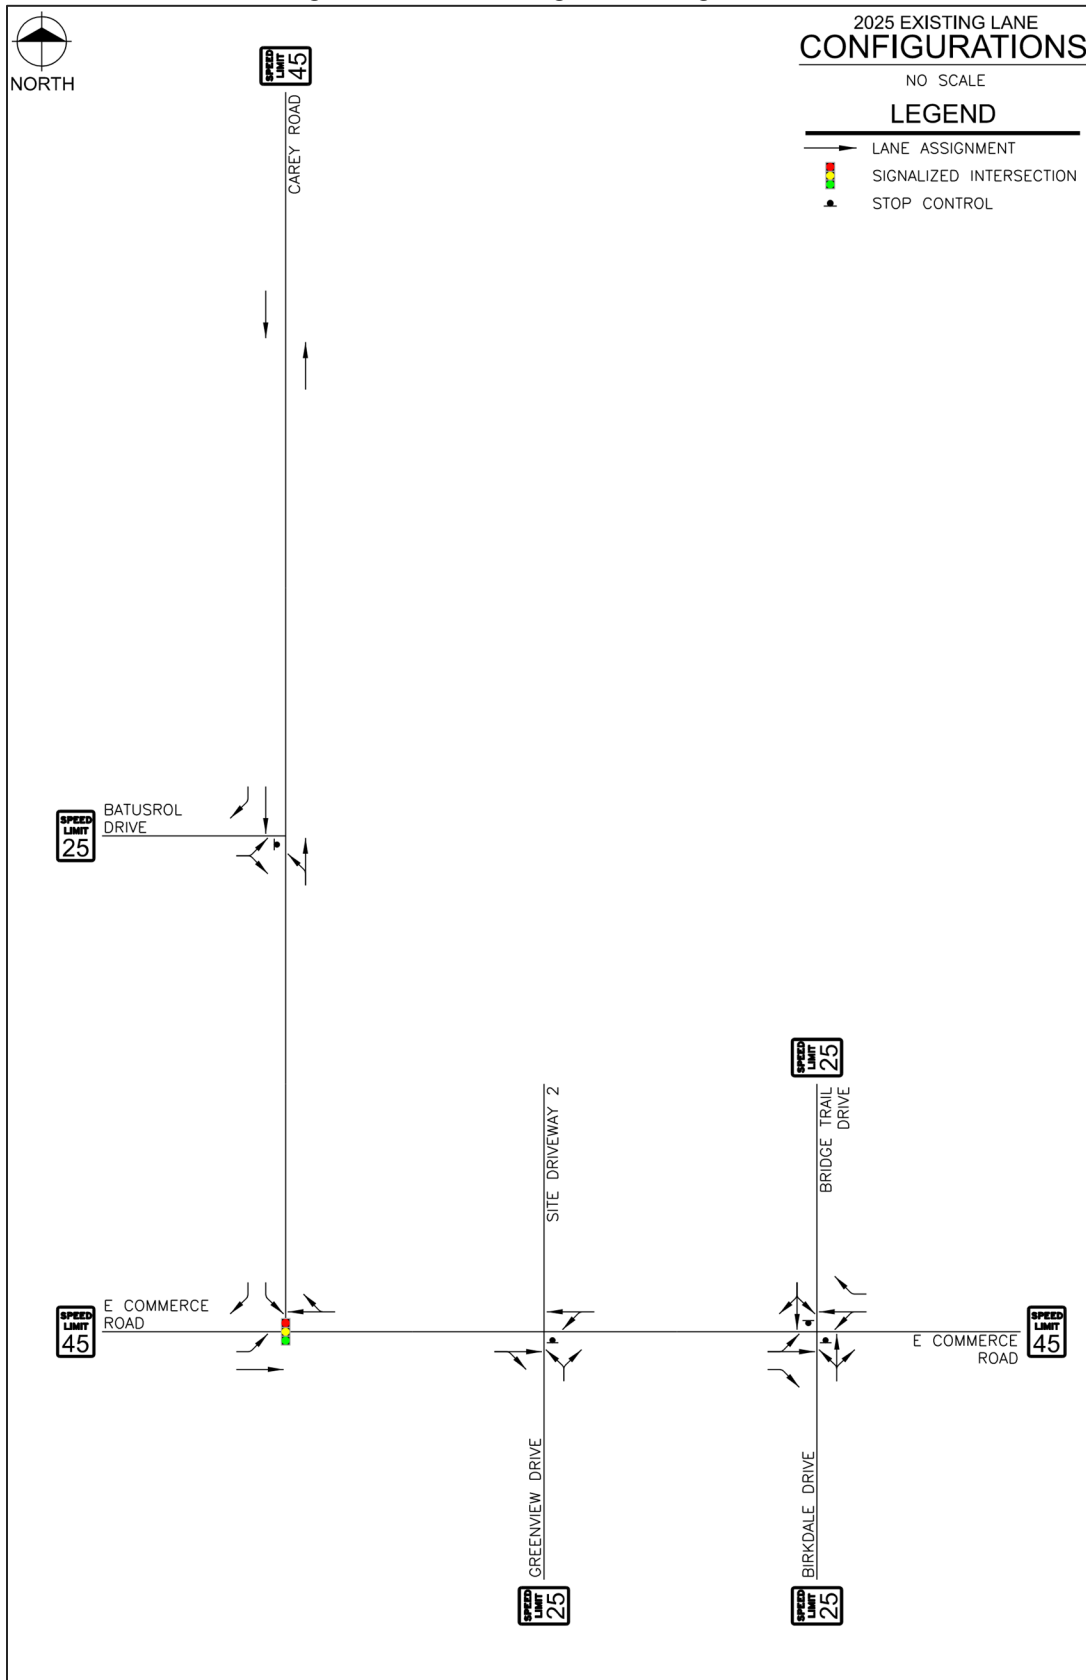 NORTH
2025 EXISTING LANE
CONFIGURATIONS
NO SCALE
LEGEND
LANE ASSIGNMENT
SIGNALIZED INTERSECTION
STOP CONTROL
SPEED
LIMIT
45
CAREY ROAD
SPEED
LIMIT
25
BATUSROL
DRIVE
SPEED
LIMIT
25
BRIDGE TRAIL
DRIVE
SITE DRIVEWAY 2
SPEED
LIMIT
45
E COMMERCE
ROAD
E COMMERCE
ROAD
SPEED
LIMIT
45
GREENVIEW DRIVE
SPEED
LIMIT
25
BIRKDALE DRIVE
SPEED
LIMIT
25